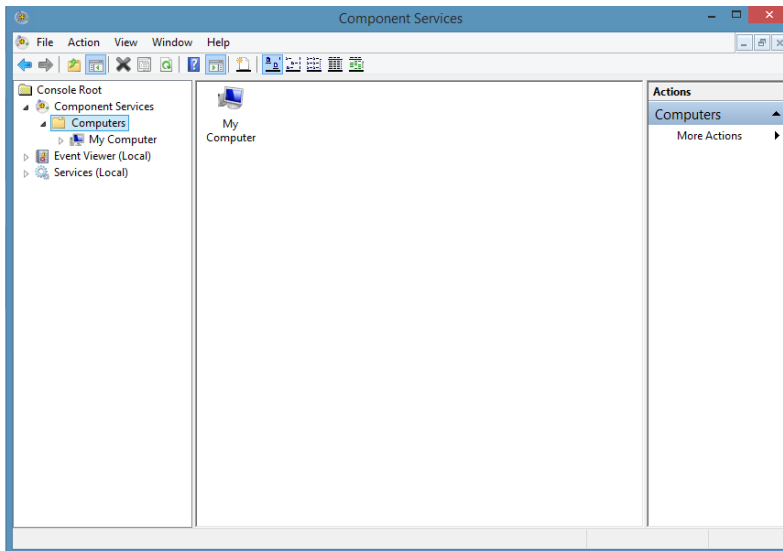 Component Services
File Action View Window Help
Console Root
Component Services
Computers
My Computer
Event Viewer (Local)
Services (Local)
My
Computer
Actions
Computers
More Actions